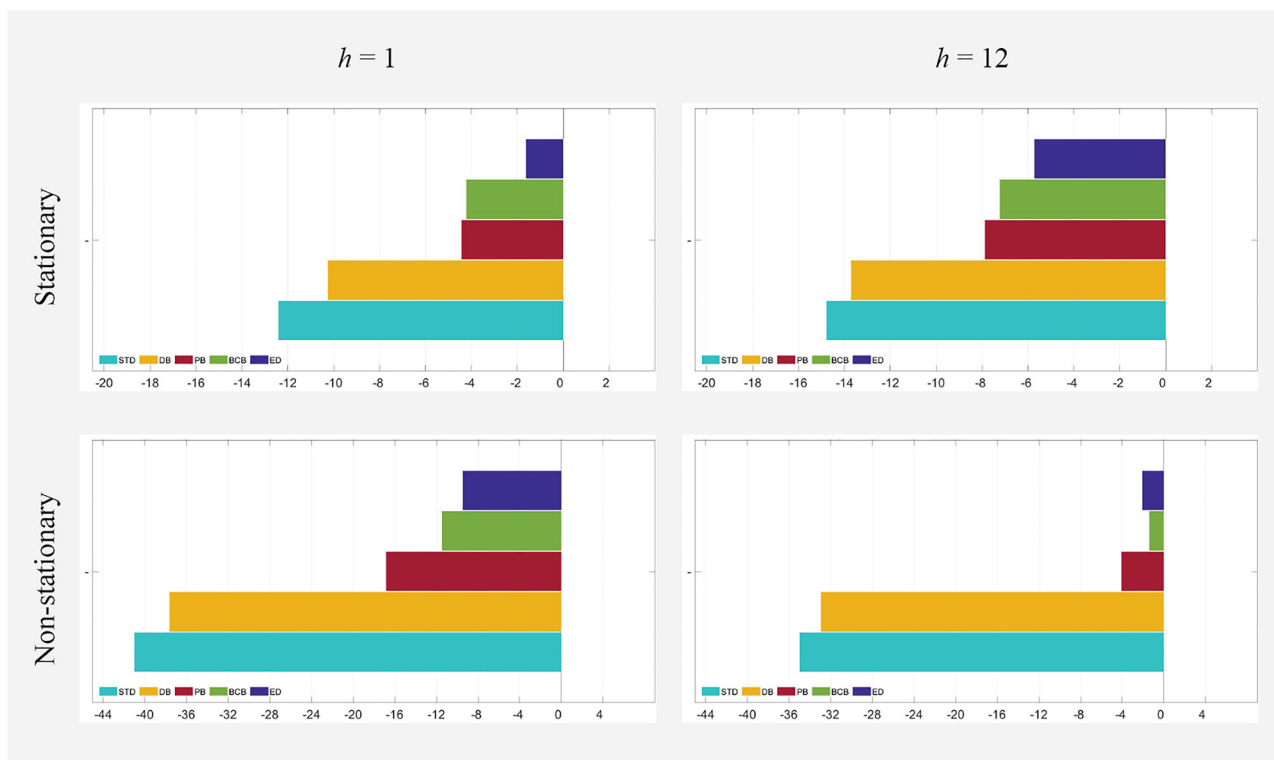 h = 1
h = 12
Stationary
-
STD DB PB BCB ED
-20 -18 -16 -14 -12 -10 -8 -6 -4 -2 0 2
-
STD DB PB BCB ED
-20 -18 -16 -14 -12 -10 -8 -6 -4 -2 0 2
Non-stationary
-
STD DB PB BCB ED
-44 -40 -36 -32 -28 -24 -20 -16 -12 -8 -4 0 4
-
STD DB PB BCB ED
-44 -40 -36 -32 -28 -24 -20 -16 -12 -8 -4 0 4